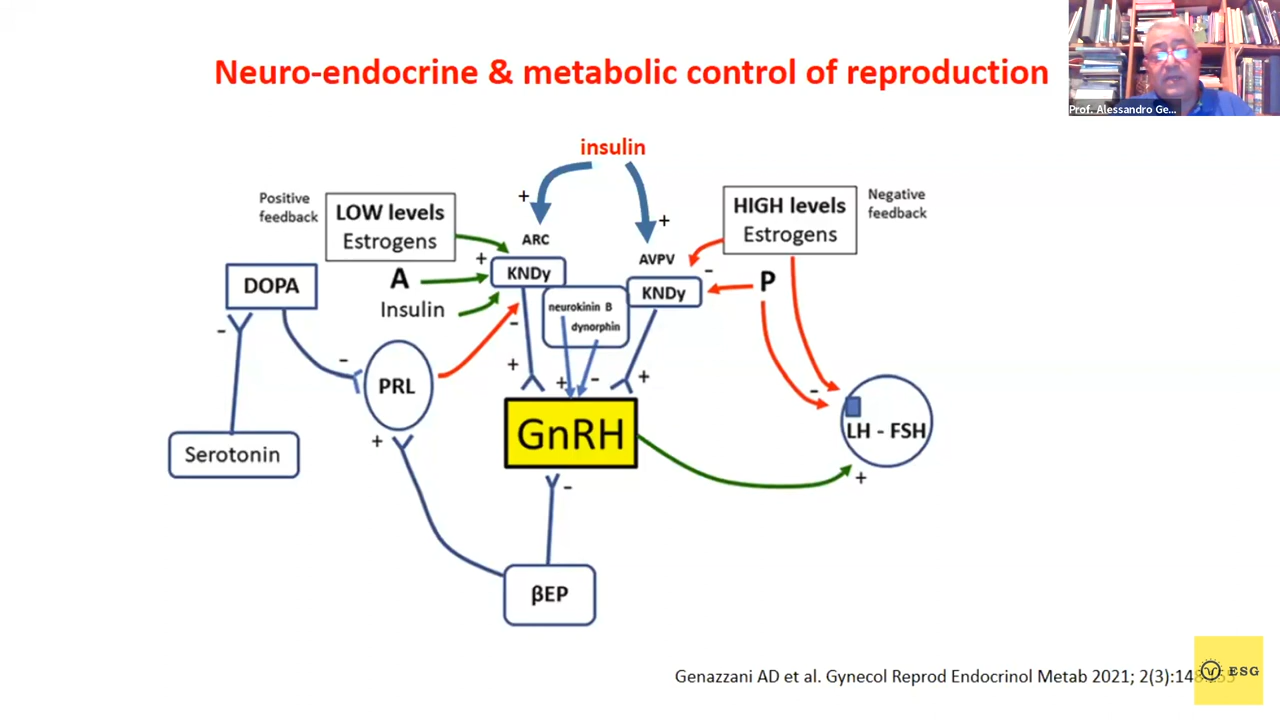 Neuro-endocrine & metabolic control of reproduction
Prof. Alessandro Ge...
insulin
Positive
feedback
LOW levels
Estrogens
+
ARC
+
AVPV
HIGH levels
Estrogens
Negative
feedback
DOPA
A
Insulin
+
KNDy
KNDy
-
P
neurokinin B
dynorphin
-
-
-
PRL
+
+
-
+
-
GnRH
LH - FSH
+
Serotonin
+
-
βEP
Genazzani AD et al. Gynecol Reprod Endocrinol Metab 2021; 2(3):14
ESG